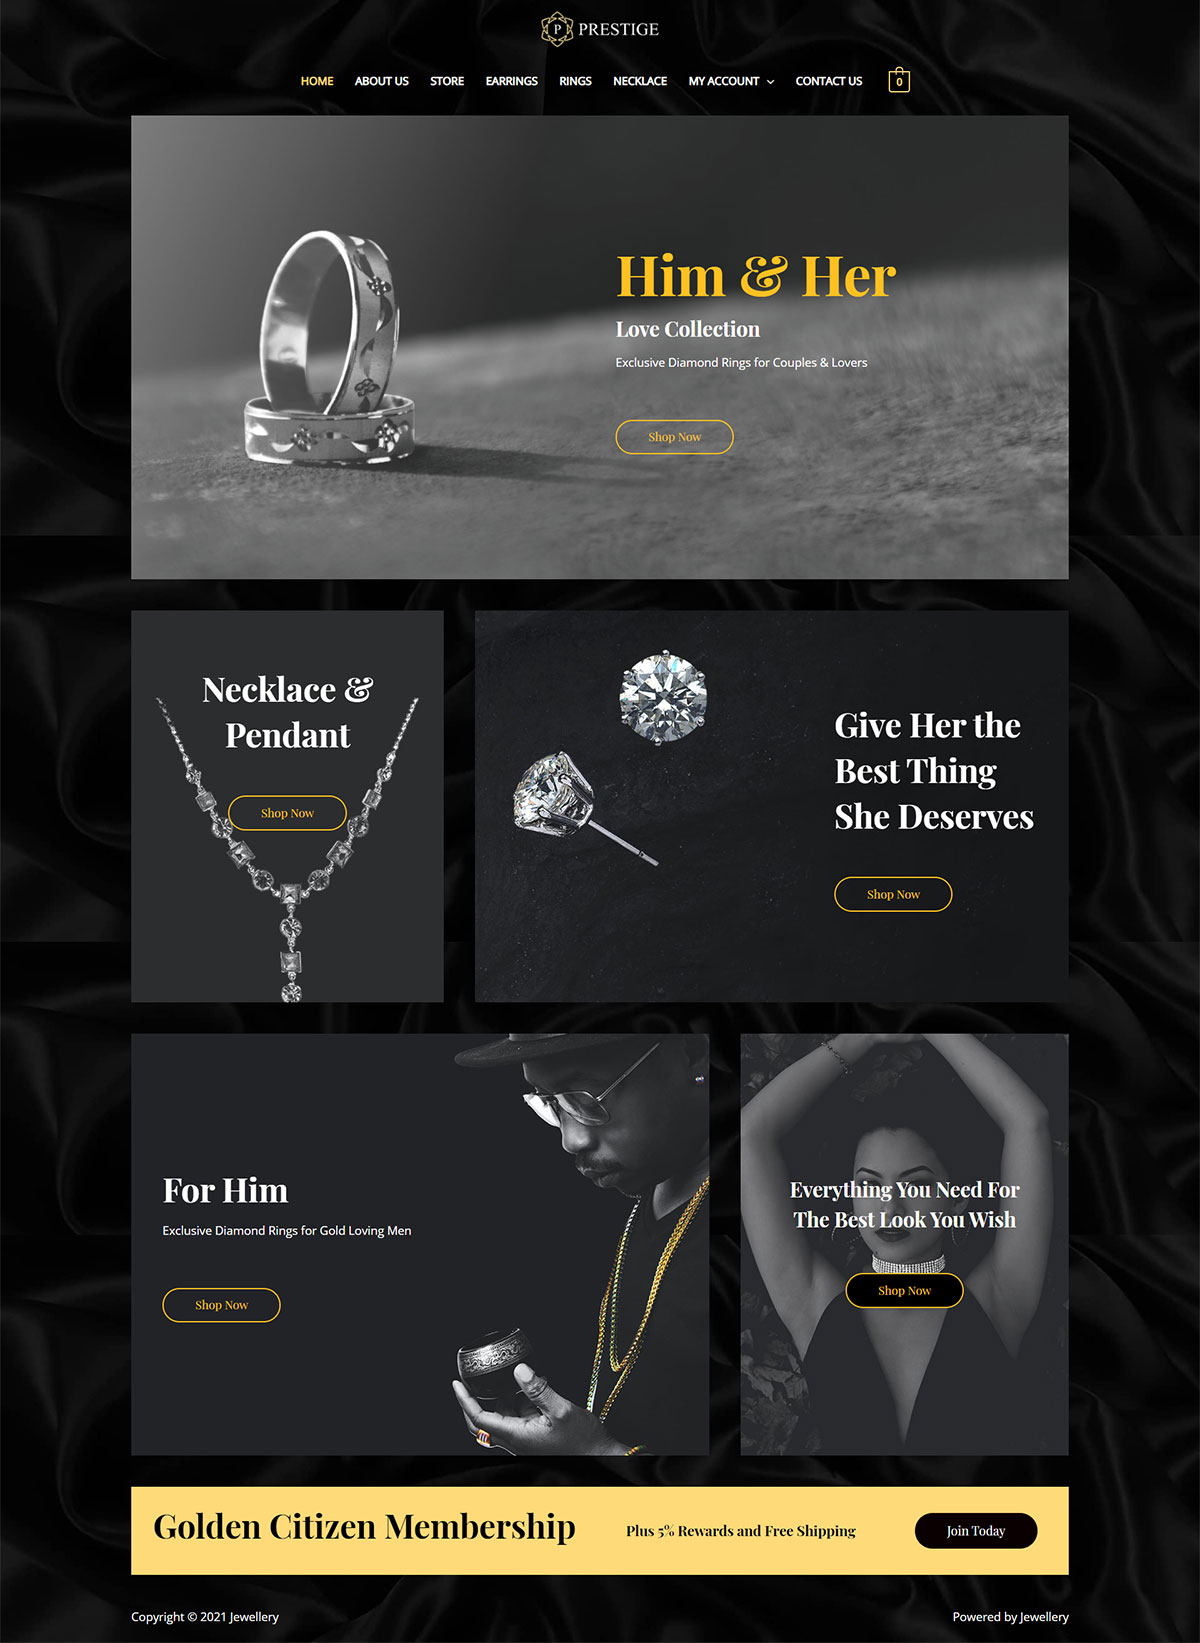 P PRESTIGE
HOME ABOUT US STORE EARRINGS RINGS NECKLACE MY ACCOUNT CONTACT US 0
Him & Her
Love Collection
Exclusive Diamond Rings for Couples & Lovers
Shop Now
Necklace &
Pendant
Shop Now
Give Her the
Best Thing
She Deserves
Shop Now
For Him
Exclusive Diamond Rings for Gold Loving Men
Shop Now
Everything You Need For
The Best Look You Wish
Shop Now
Golden Citizen Membership
Plus 5% Rewards and Free Shipping
Join Today
Copyright © 2021 Jewellery
Powered by Jewellery